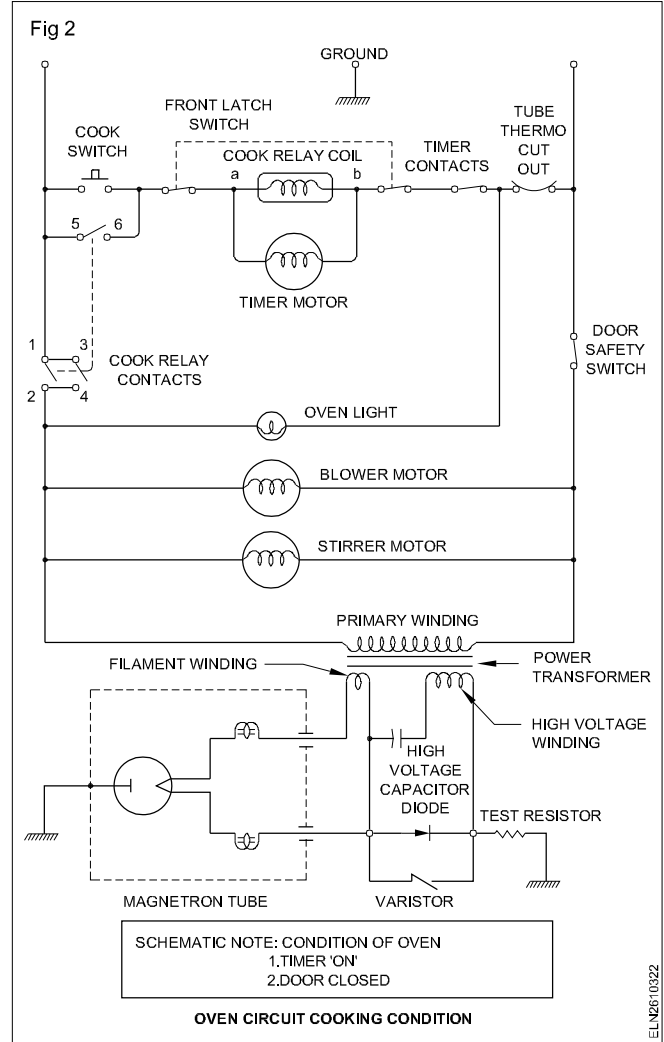 Fig 2
GROUND
FRONT LATCH
SWITCH
COOK
SWITCH
COOK RELAY COIL
a
b
TIMER
CONTACTS
TUBE
THERMO
CUT
OUT
5
6
TIMER MOTOR
1
3
2
4
COOK RELAY
CONTACTS
DOOR
SAFETY
SWITCH
OVEN LIGHT
BLOWER MOTOR
STIRRER MOTOR
PRIMARY WINDING
FILAMENT WINDING
POWER
TRANSFORMER
HIGH VOLTAGE
WINDING
HIGH
VOLTAGE
CAPACITOR
DIODE
TEST RESISTOR
MAGNETRON TUBE
VARISTOR
SCHEMATIC NOTE: CONDITION OF OVEN
1.TIMER 'ON'
2.DOOR CLOSED
OVEN CIRCUIT COOKING CONDITION
ELN2610322